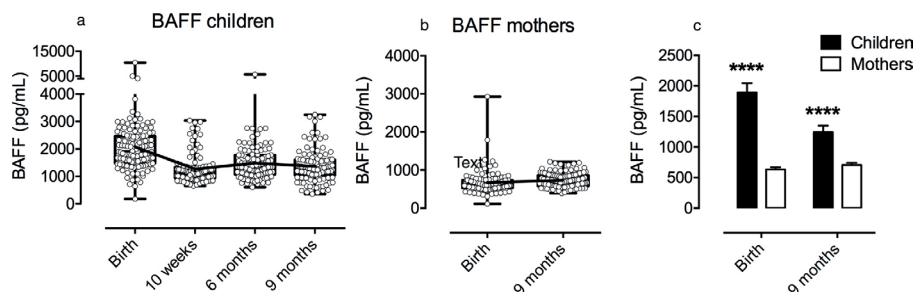 a
BAFF children
BAFF (pg/mL)
15000
10000
5000
4000
3000
2000
1000
0
Birth
10 weeks
6 months
9 months
b
BAFF mothers
BAFF (pg/mL)
4000
3000
2000
1000
0
Text
Birth
9 months
c
BAFF (pg/mL)
2500
2000
1500
1000
500
0
Children
Mothers
****
****
Birth
9 months